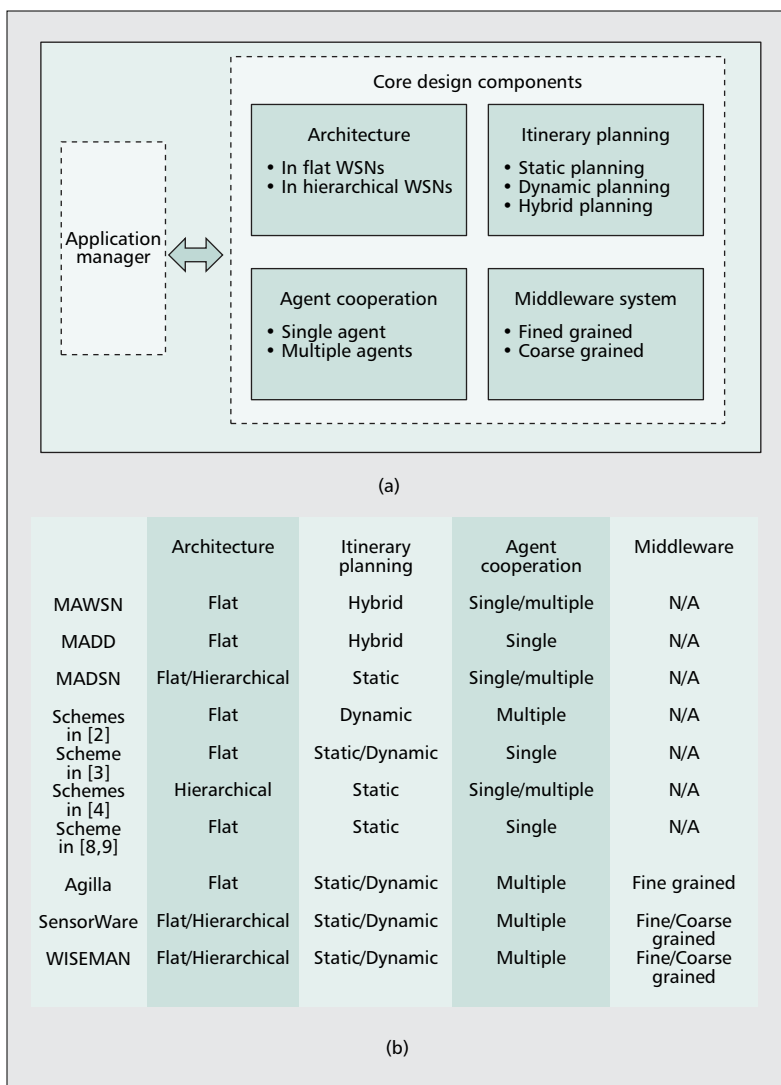 Core design components
Application
manager
Architecture
• In flat WSNs
• In hierarchical WSNs
Itinerary planning
• Static planning
• Dynamic planning
• Hybrid planning
Agent cooperation
• Single agent
• Multiple agents
Middleware system
• Fined grained
• Coarse grained
(a)
Architecture Itinerary planning Agent cooperation Middleware
MAWSN Flat Hybrid Single/multiple N/A
MADD Flat Hybrid Single N/A
MADSN Flat/Hierarchical Static Single/multiple N/A
Schemes in [2] Flat Dynamic Multiple N/A
Scheme in [3] Flat Static/Dynamic Single N/A
Schemes in [4] Hierarchical Static Single/multiple N/A
Scheme in [8,9] Flat Static Single N/A
Agilla Flat Static/Dynamic Multiple Fine grained
SensorWare Flat/Hierarchical Static/Dynamic Multiple Fine/Coarse grained
WISEMAN Flat/Hierarchical Static/Dynamic Multiple Fine/Coarse grained
(b)